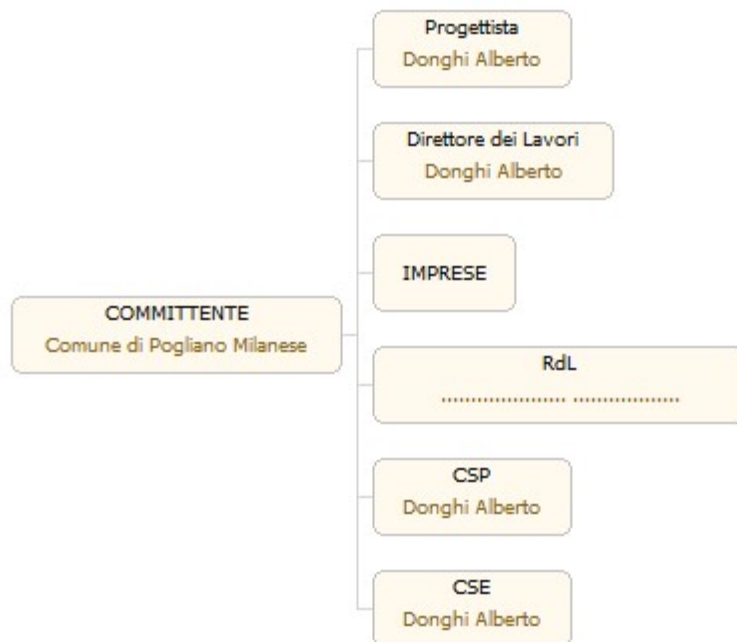 Progettista
Donghi Alberto
Direttore dei Lavori
Donghi Alberto
IMPRESE
COMMITTENTE
Comune di Pogliano Milanese
RdL
..................... ..................
CSP
Donghi Alberto
CSE
Donghi Alberto